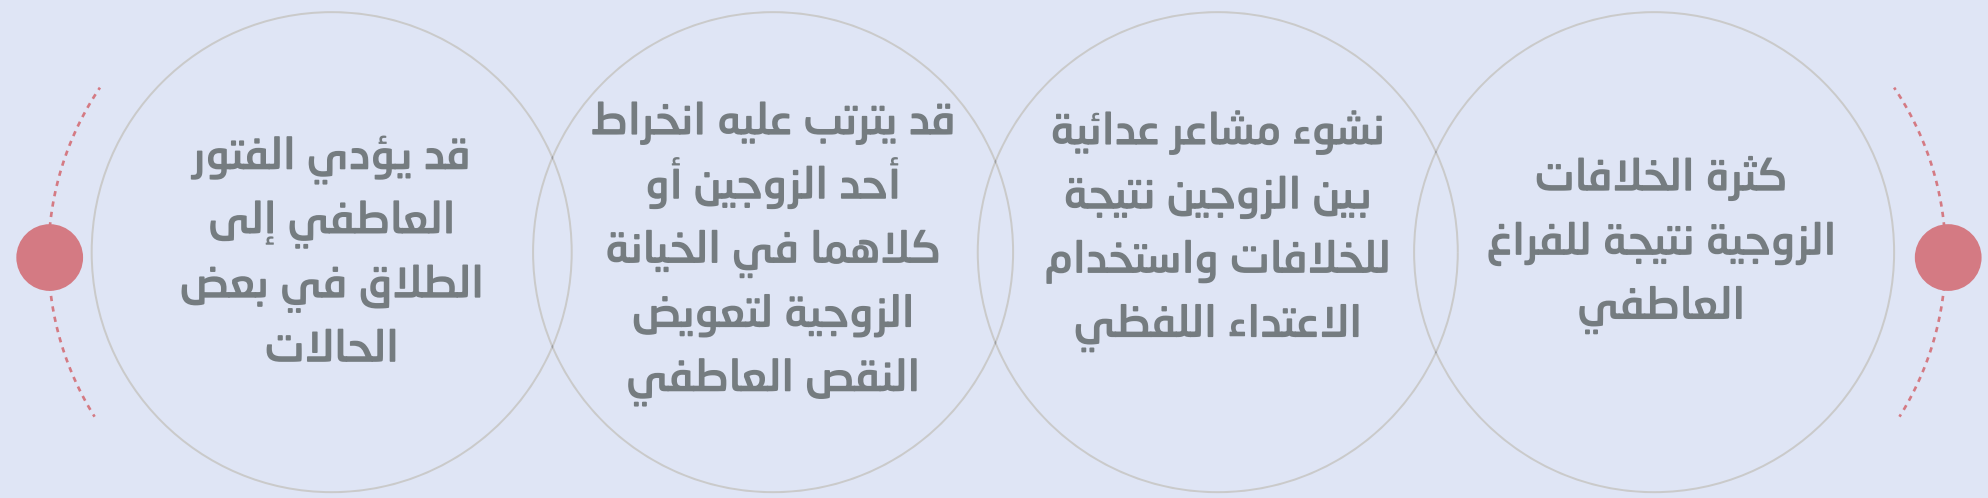 كثرة الخلافات
الزوجية نتيجة للفراغ
العاطفي
نشوء مشاعر عدائية
بين الزوجين نتيجة
للخلافات واستخدام
الاعتداء اللفظي
قد يترتب عليه انخراط
أحد الزوجين أو
كلاهما في الخيانة
الزوجية لتعويض
النقص العاطفي
قد يؤدي الفتور
العاطفي إلى
الطلاق في بعض
الحالات